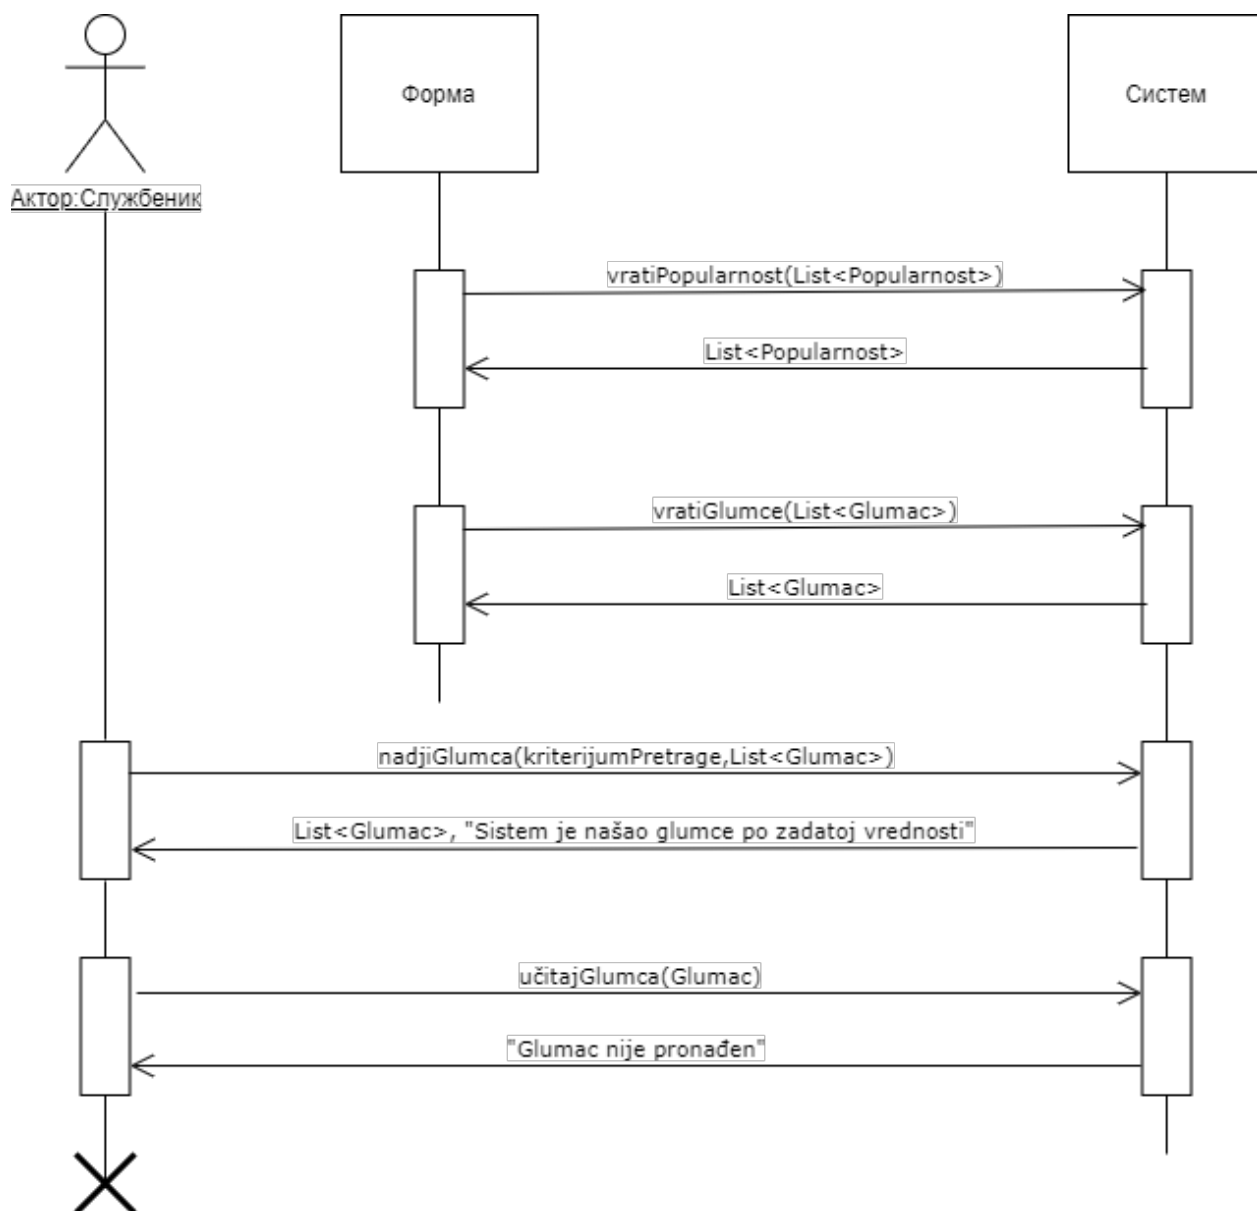 Форма
Систем
Актор:Службеник
vratiPopularnost(List<Popularnost>)
List<Popularnost>
vratiGlumce(List<Glumac>)
List<Glumac>
nadjiGlumca(kriterijumPretrage,List<Glumac>)
List<Glumac>, "Sistem je našao glumce po zadatoj vrednosti"
učitajGlumca(Glumac)
"Glumac nije pronađen"